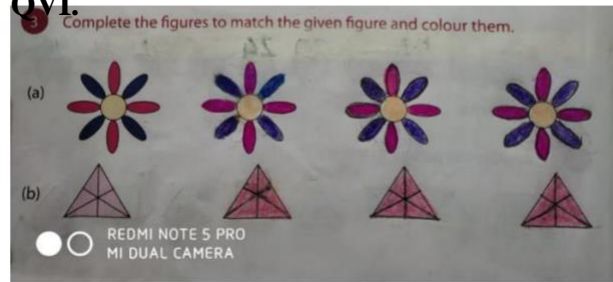 QVI.
3 Complete the figures to match the given figure and colour them.
(a)
(b)
REDMI NOTE 5 PRO
MI DUAL CAMERA